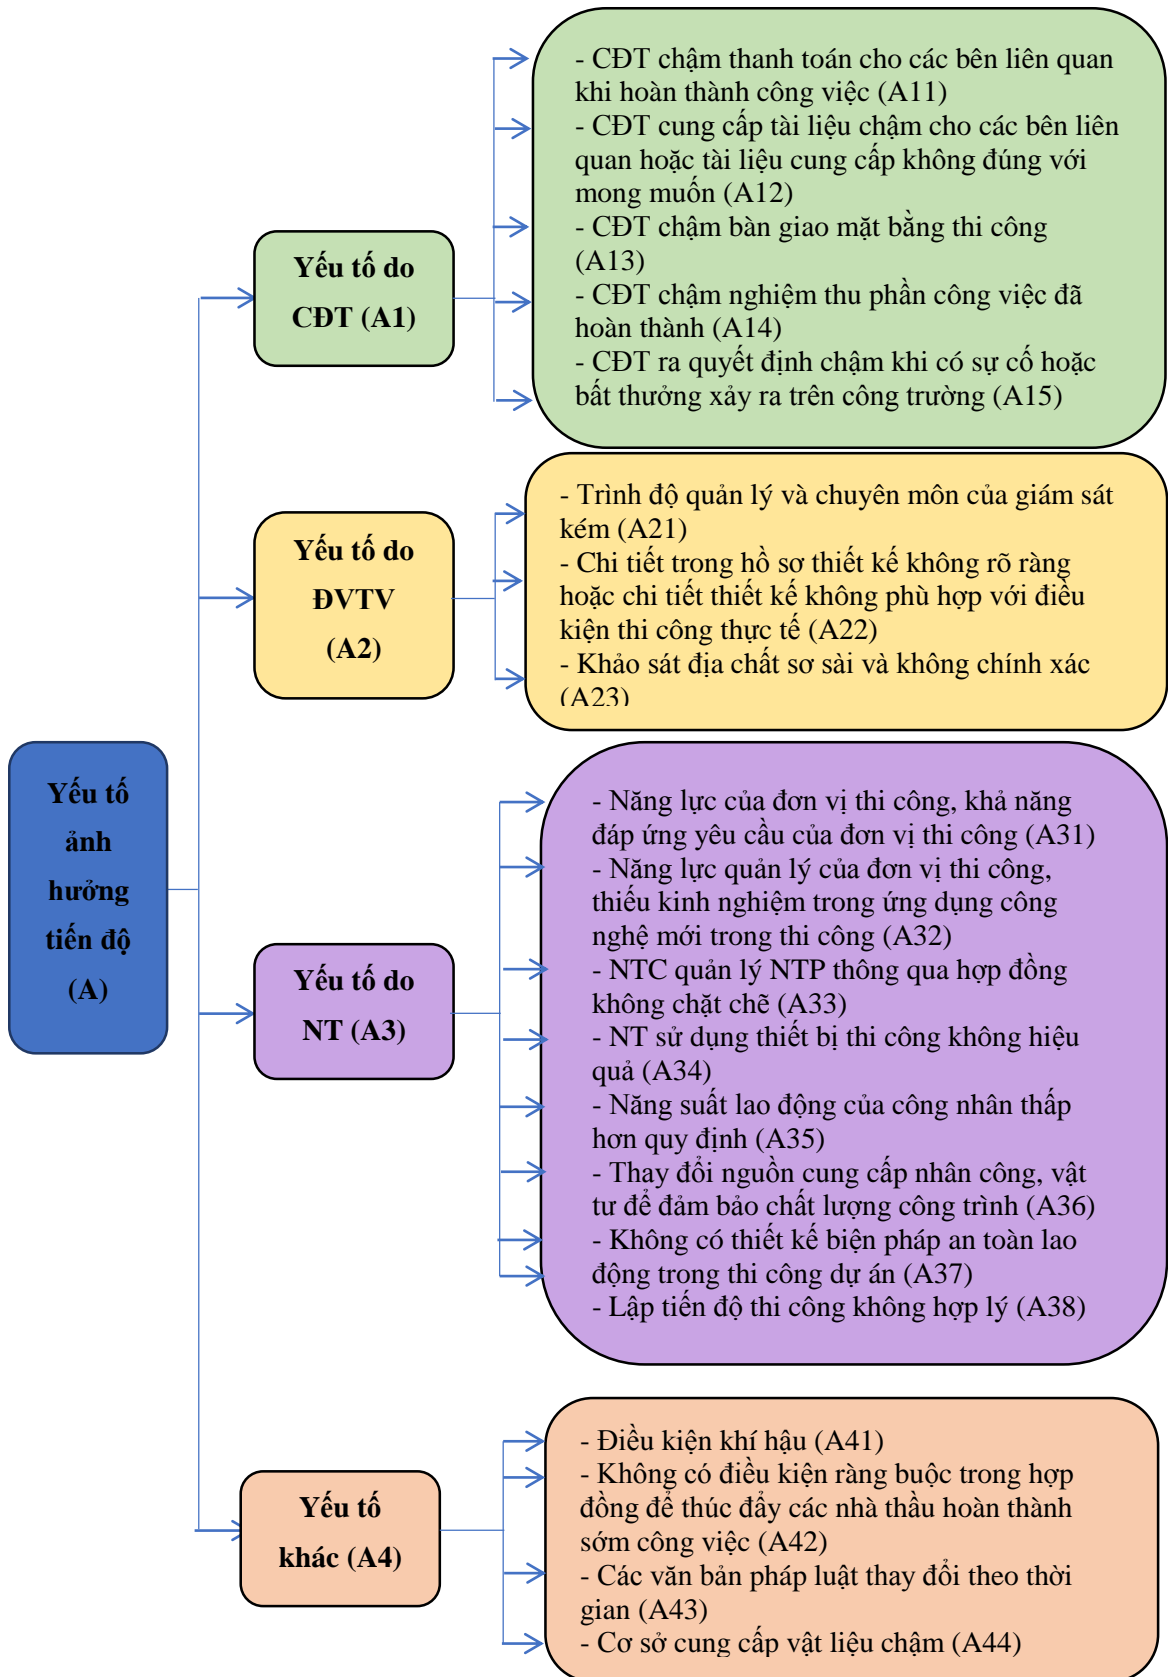 Yếu tố
ảnh
hưởng
tiến độ
(A)
Yếu tố do
CĐT (A1)
- CĐT chậm thanh toán cho các bên liên quan
khi hoàn thành công việc (A11)
- CĐT cung cấp tài liệu chậm cho các bên liên
quan hoặc tài liệu cung cấp không đúng với
mong muốn (A12)
- CĐT chậm bàn giao mặt bằng thi công
(A13)
- CĐT chậm nghiệm thu phần công việc đã
hoàn thành (A14)
- CĐT ra quyết định chậm khi có sự cố hoặc
bất thưởng xảy ra trên công trường (A15)
Yếu tố do
ĐVTV
(A2)
- Trình độ quản lý và chuyên môn của giám sát
kém (A21)
- Chi tiết trong hồ sơ thiết kế không rõ ràng
hoặc chi tiết thiết kế không phù hợp với điều
kiện thi công thực tế (A22)
- Khảo sát địa chất sơ sài và không chính xác
(A23)
Yếu tố do
NT (A3)
- Năng lực của đơn vị thi công, khả năng
đáp ứng yêu cầu của đơn vị thi công (A31)
- Năng lực quản lý của đơn vị thi công,
thiếu kinh nghiệm trong ứng dụng công
nghệ mới trong thi công (A32)
- NTC quản lý NTP thông qua hợp đồng
không chặt chẽ (A33)
- NT sử dụng thiết bị thi công không hiệu
quả (A34)
- Năng suất lao động của công nhân thấp
hơn quy định (A35)
- Thay đổi nguồn cung cấp nhân công, vật
tư để đảm bảo chất lượng công trình (A36)
- Không có thiết kế biện pháp an toàn lao
động trong thi công dự án (A37)
- Lập tiến độ thi công không hợp lý (A38)
Yếu tố
khác (A4)
- Điều kiện khí hậu (A41)
- Không có điều kiện ràng buộc trong hợp
đồng để thúc đẩy các nhà thầu hoàn thành
sớm công việc (A42)
- Các văn bản pháp luật thay đổi theo thời
gian (A43)
- Cơ sở cung cấp vật liệu chậm (A44)